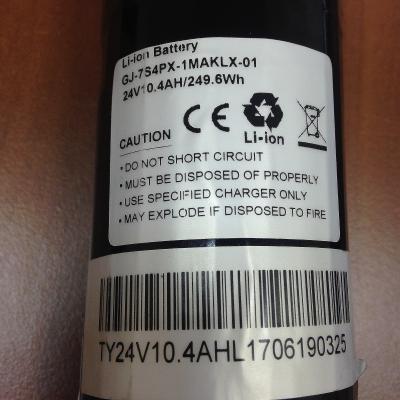 Li-ion Battery
GJ-7S4PX-1MAKLX-01
24V10.4AH/249.6Wh
CAUTION CE Li-ion
• DO NOT SHORT CIRCUIT
• MUST BE DISPOSED OF PROPERLY
• USE SPECIFIED CHARGER ONLY
• MAY EXPLODE IF DISPOSED TO FIRE
TY24V10.4AHL1706190325